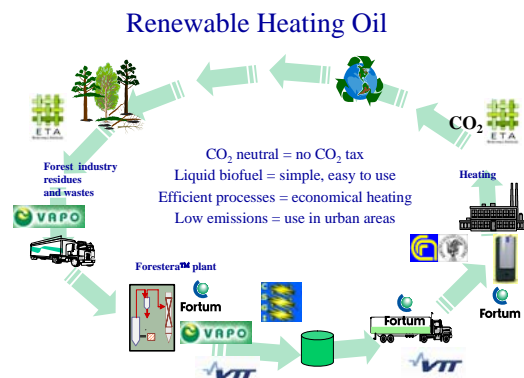 Renewable Heating Oil
ETA
CO2
ETA
CO2 neutral = no CO2 tax
Liquid biofuel = simple, easy to use
Efficient processes = economical heating
Low emissions = use in urban areas
Forest industry
residues
and wastes
Heating
VAPO
Forestera™ plant
Fortum
Fortum
Fortum
Fortum
VAPO
VTT
VTT